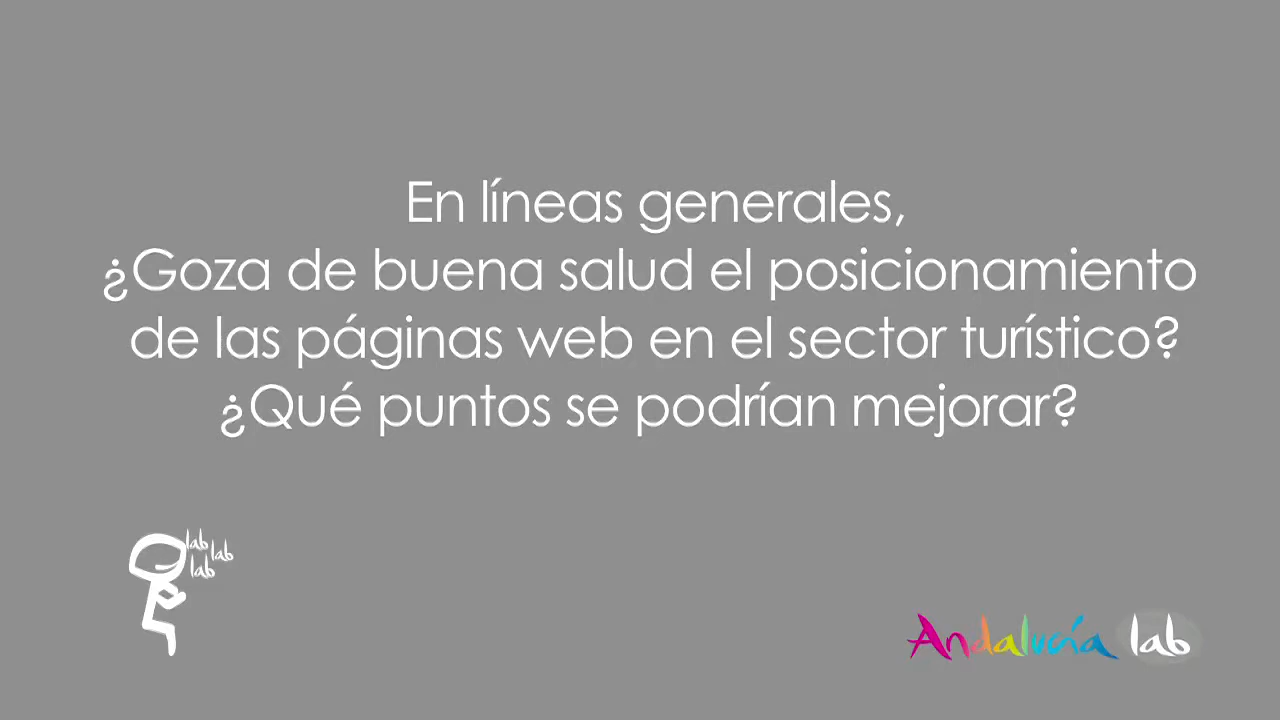 En líneas generales,
¿Goza de buena salud el posicionamiento
de las páginas web en el sector turístico?
¿Qué puntos se podrían mejorar?
lab
lab
lab
Andalucía lab